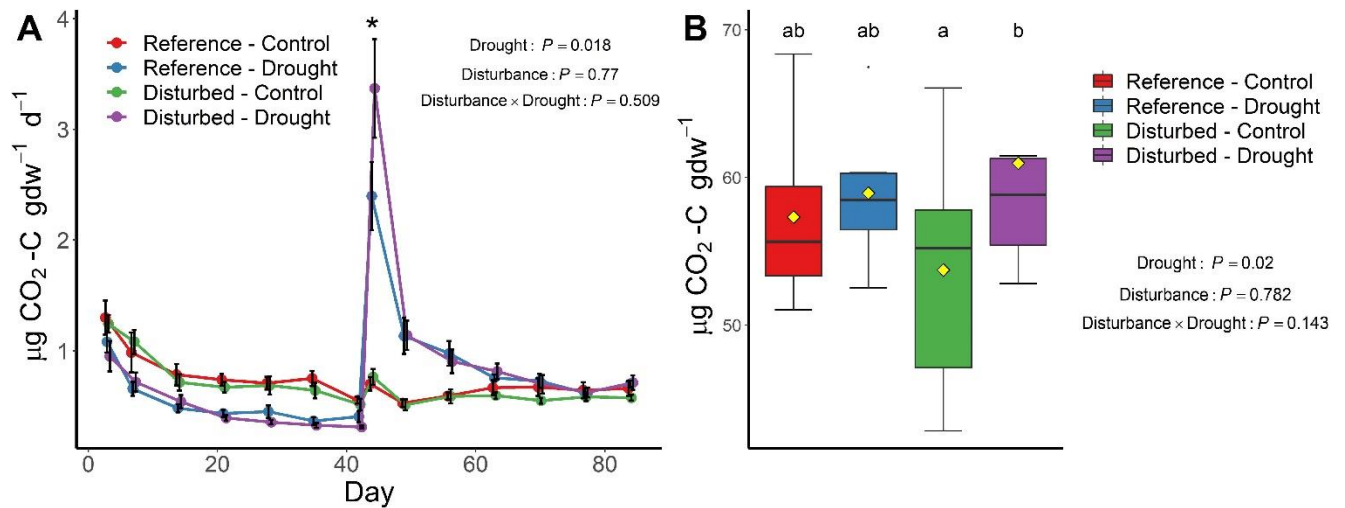 A
4
3
2
1
μg CO₂ -C gdw⁻¹ d⁻¹
*
Reference - Control
Reference - Drought
Disturbed - Control
Disturbed - Drought
Drought : P = 0.018
Disturbance : P = 0.77
Disturbance × Drought : P = 0.509
0 20 40 60 80
Day
B
70
60
50
μg CO₂ -C gdw⁻¹
ab ab a b
Reference - Control
Reference - Drought
Disturbed - Control
Disturbed - Drought
Drought : P = 0.02
Disturbance : P = 0.782
Disturbance × Drought : P = 0.143